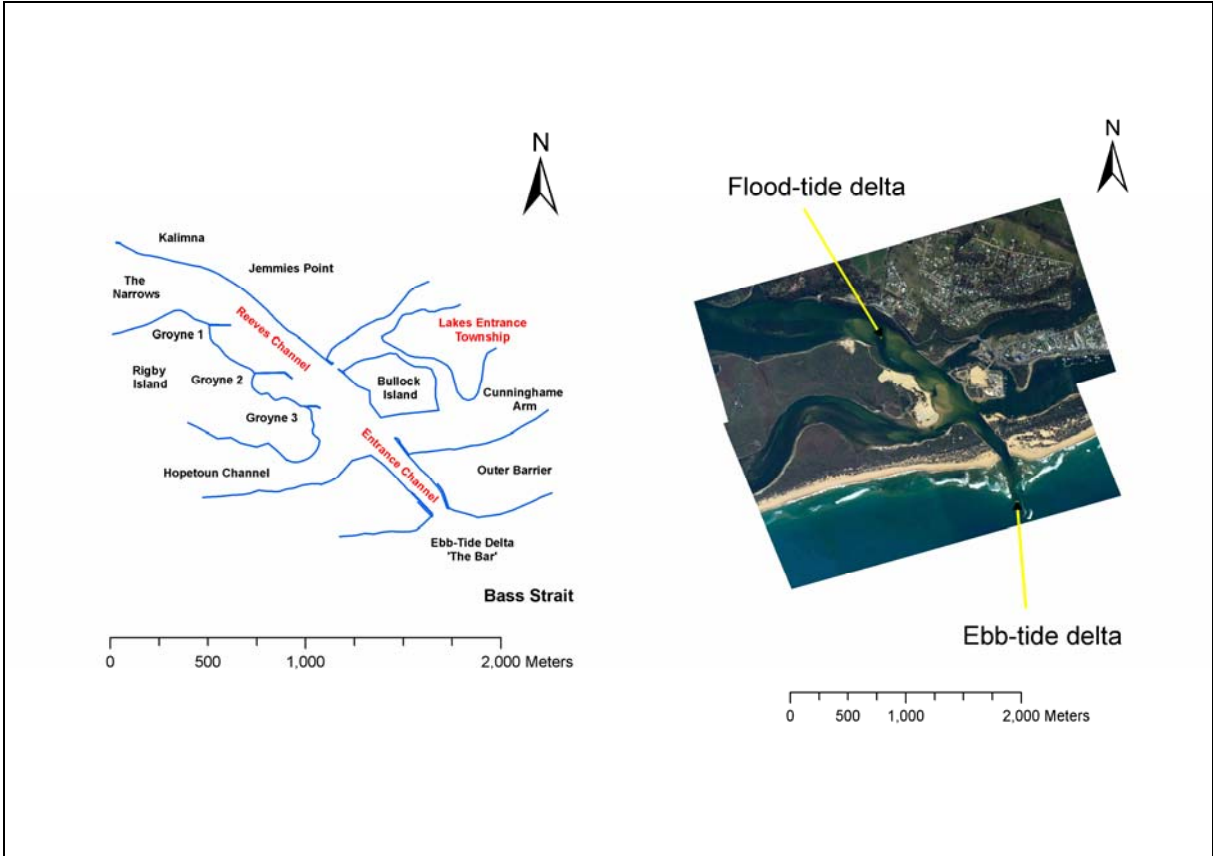 N
Kalimna
Jemmies Point
The
Narrows
Reeves Channel
Groyne 1
Lakes Entrance
Township
Rigby
Island
Groyne 2
Bullock
Island
Cunninghame
Arm
Groyne 3
Entrance Channel
Hopetoun Channel
Outer Barrier
Ebb-Tide Delta
'The Bar'
Bass Strait
0 500 1,000 2,000 Meters
N
Flood-tide delta
Ebb-tide delta
0 500 1,000 2,000 Meters